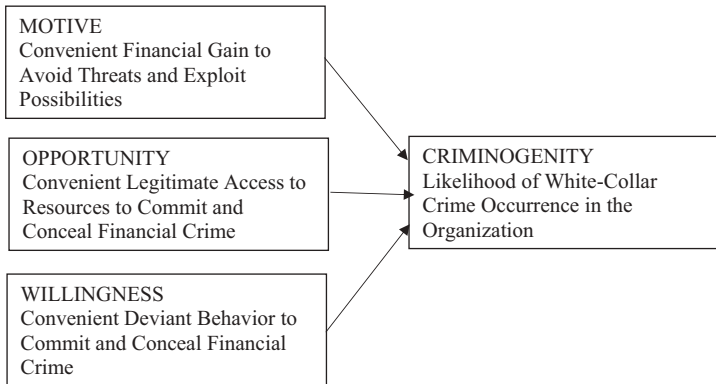 MOTIVE
Convenient Financial Gain to
Avoid Threats and Exploit
Possibilities
OPPORTUNITY
Convenient Legitimate Access to
Resources to Commit and
Conceal Financial Crime
WILLINGNESS
Convenient Deviant Behavior to
Commit and Conceal Financial
Crime
CRIMINOGENITY
Likelihood of White-Collar
Crime Occurrence in the
Organization